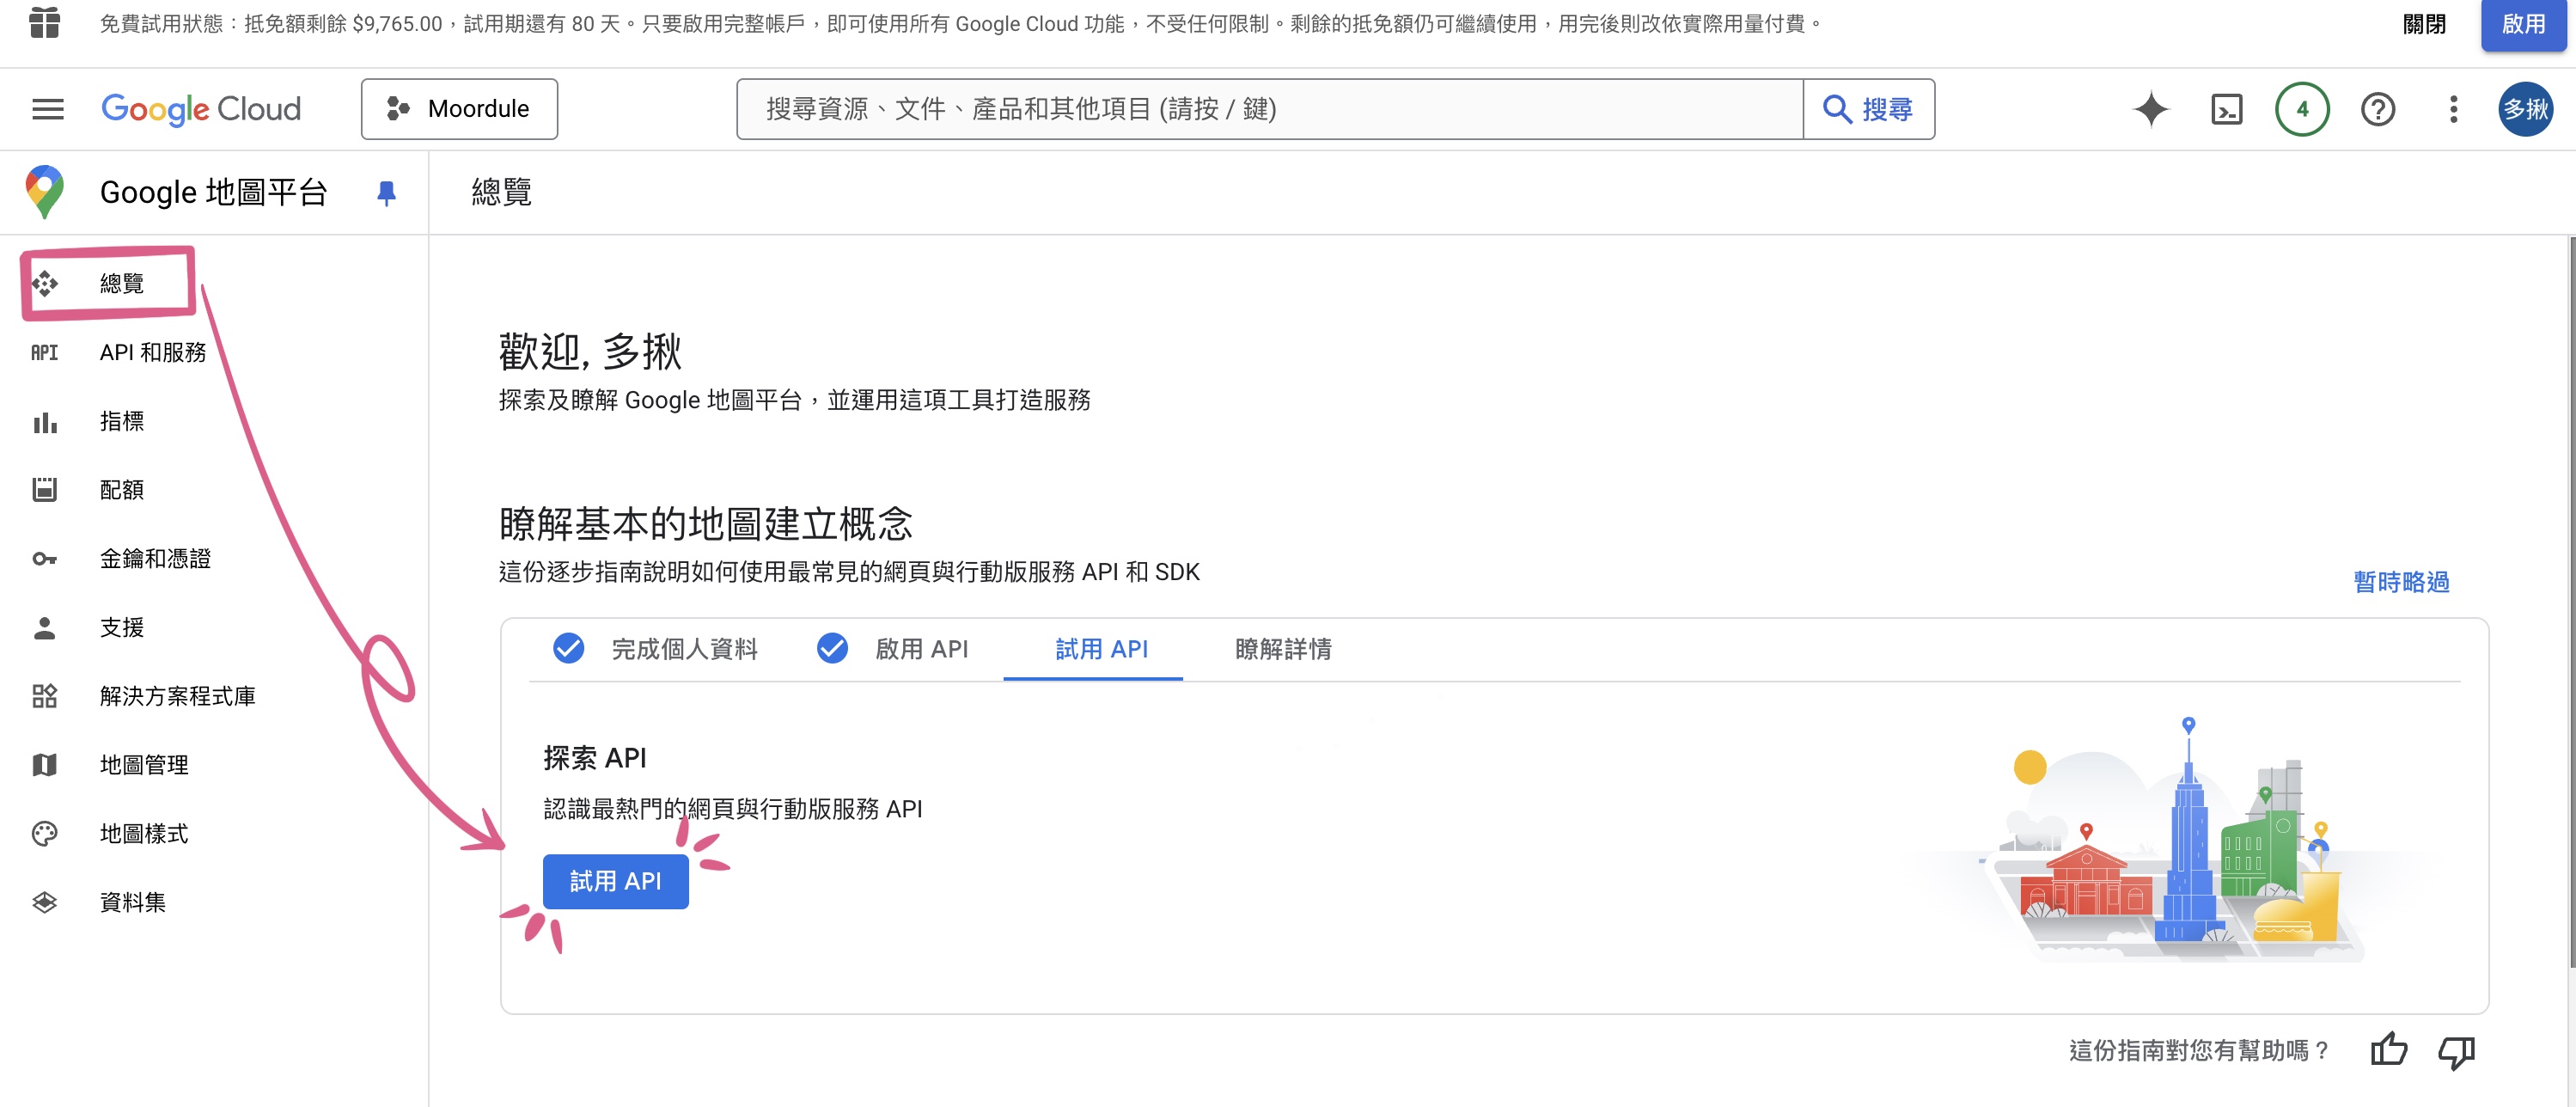 免費試用狀態：抵免額剩餘 $9,765.00，試用期還有 80 天。只要啟用完整帳戶，即可使用所有 Google Cloud 功能，不受任何限制。剩餘的抵免額仍可繼續使用，用完後則改依實際用量付費。
關閉
啟用
Google Cloud
Moordule
搜尋資源、文件、產品和其他項目 (請按 / 鍵)
搜尋
4
多揪
Google 地圖平台
總覽
總覽
API 和服務
指標
配額
金鑰和憑證
支援
解決方案程式庫
地圖管理
地圖樣式
資料集
歡迎, 多揪
探索及瞭解 Google 地圖平台，並運用這項工具打造服務
瞭解基本的地圖建立概念
這份逐步指南說明如何使用最常見的網頁與行動版服務 API 和 SDK
暫時略過
完成個人資料
啟用 API
試用 API
瞭解詳情
探索 API
認識最熱門的網頁與行動版服務 API
試用 API
這份指南對您有幫助嗎？